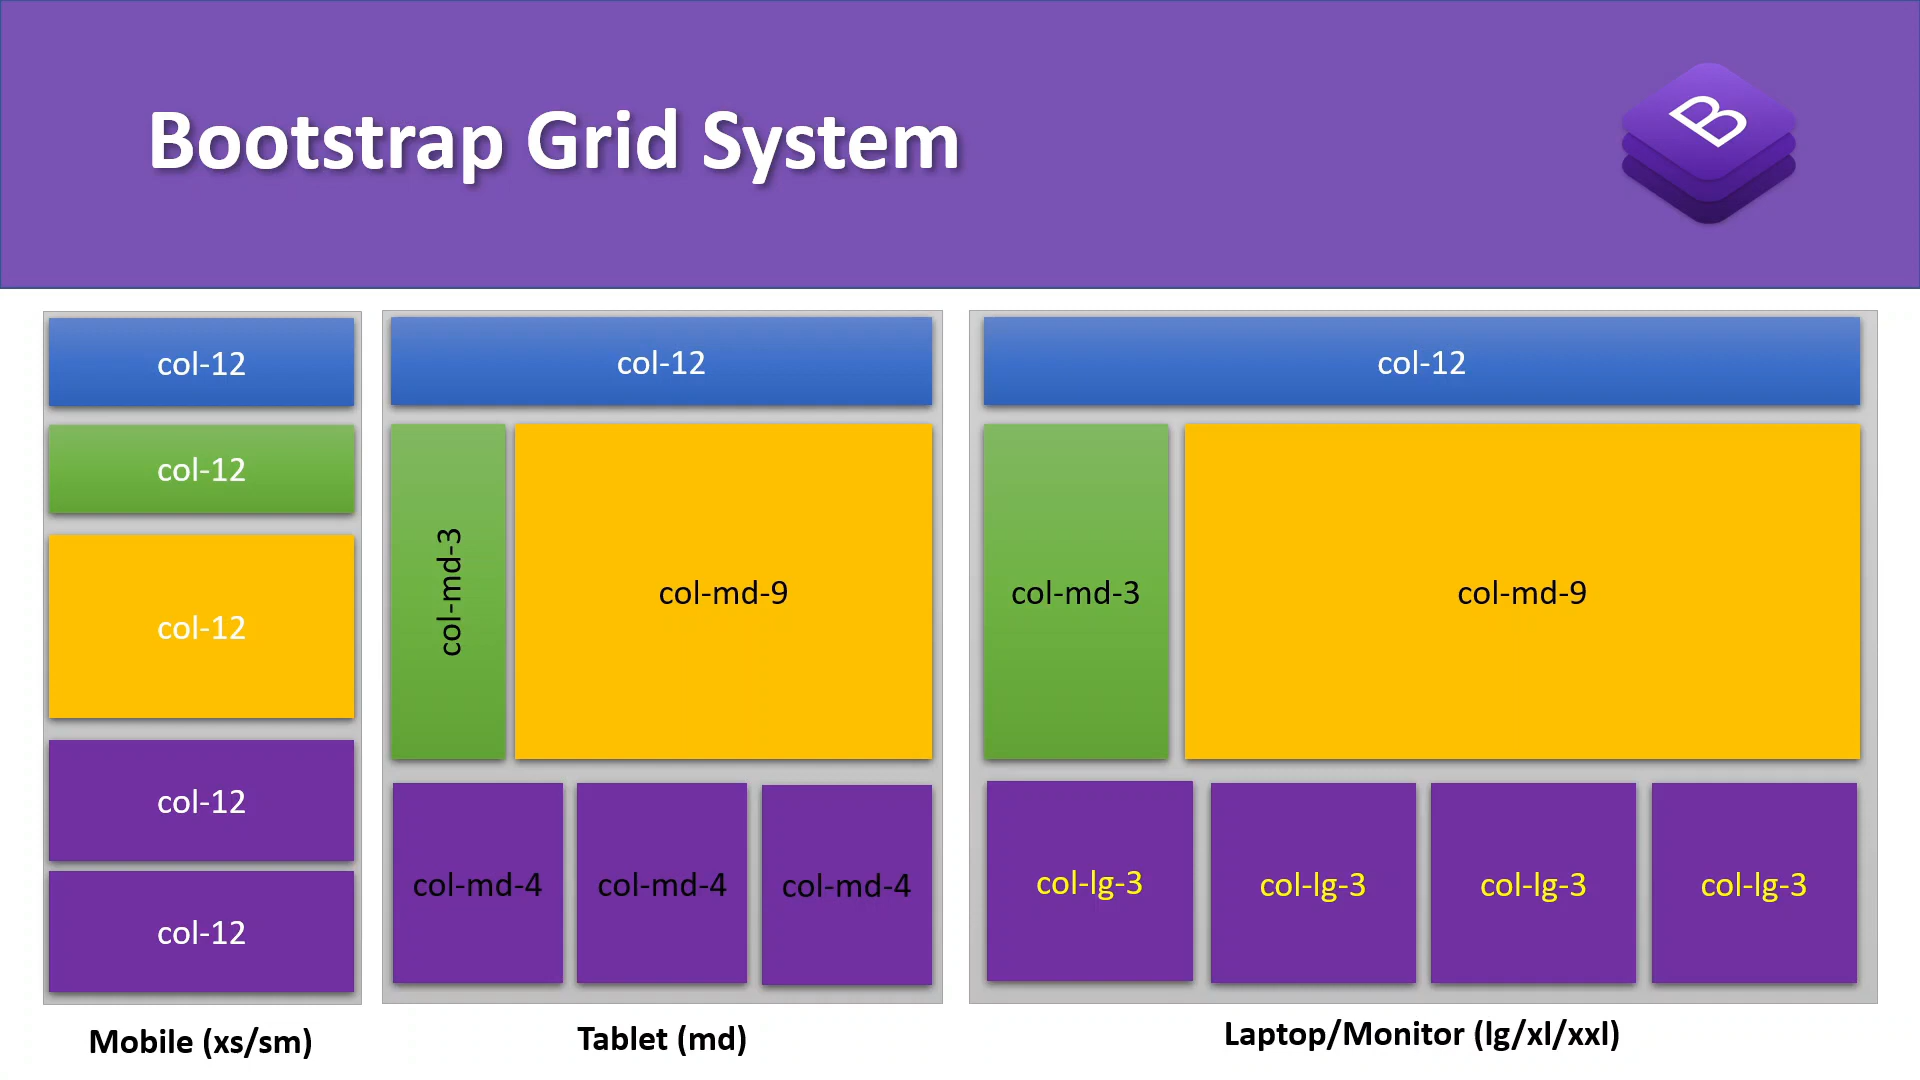 Bootstrap Grid System
B
col-12
col-12
col-12
col-12
col-12
Mobile (xs/sm)
col-12
col-md-3
col-md-9
col-md-4
col-md-4
col-md-4
Tablet (md)
col-12
col-md-3
col-md-9
col-lg-3
col-lg-3
col-lg-3
col-lg-3
Laptop/Monitor (lg/xl/xxl)